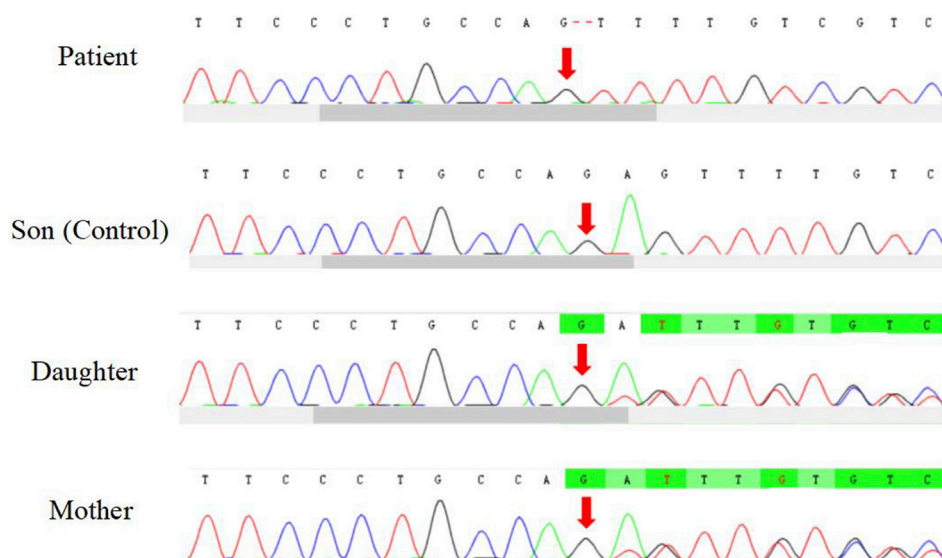 T T C C C T G C C A G--T T T T G T C G T C
Patient
T T C C C T G C C A G A G T T T T G T C
Son (Control)
T T C C C T G C C A G A T T T G T G T C
Daughter
T T C C C T G C C A G A T T T G T G T C
Mother